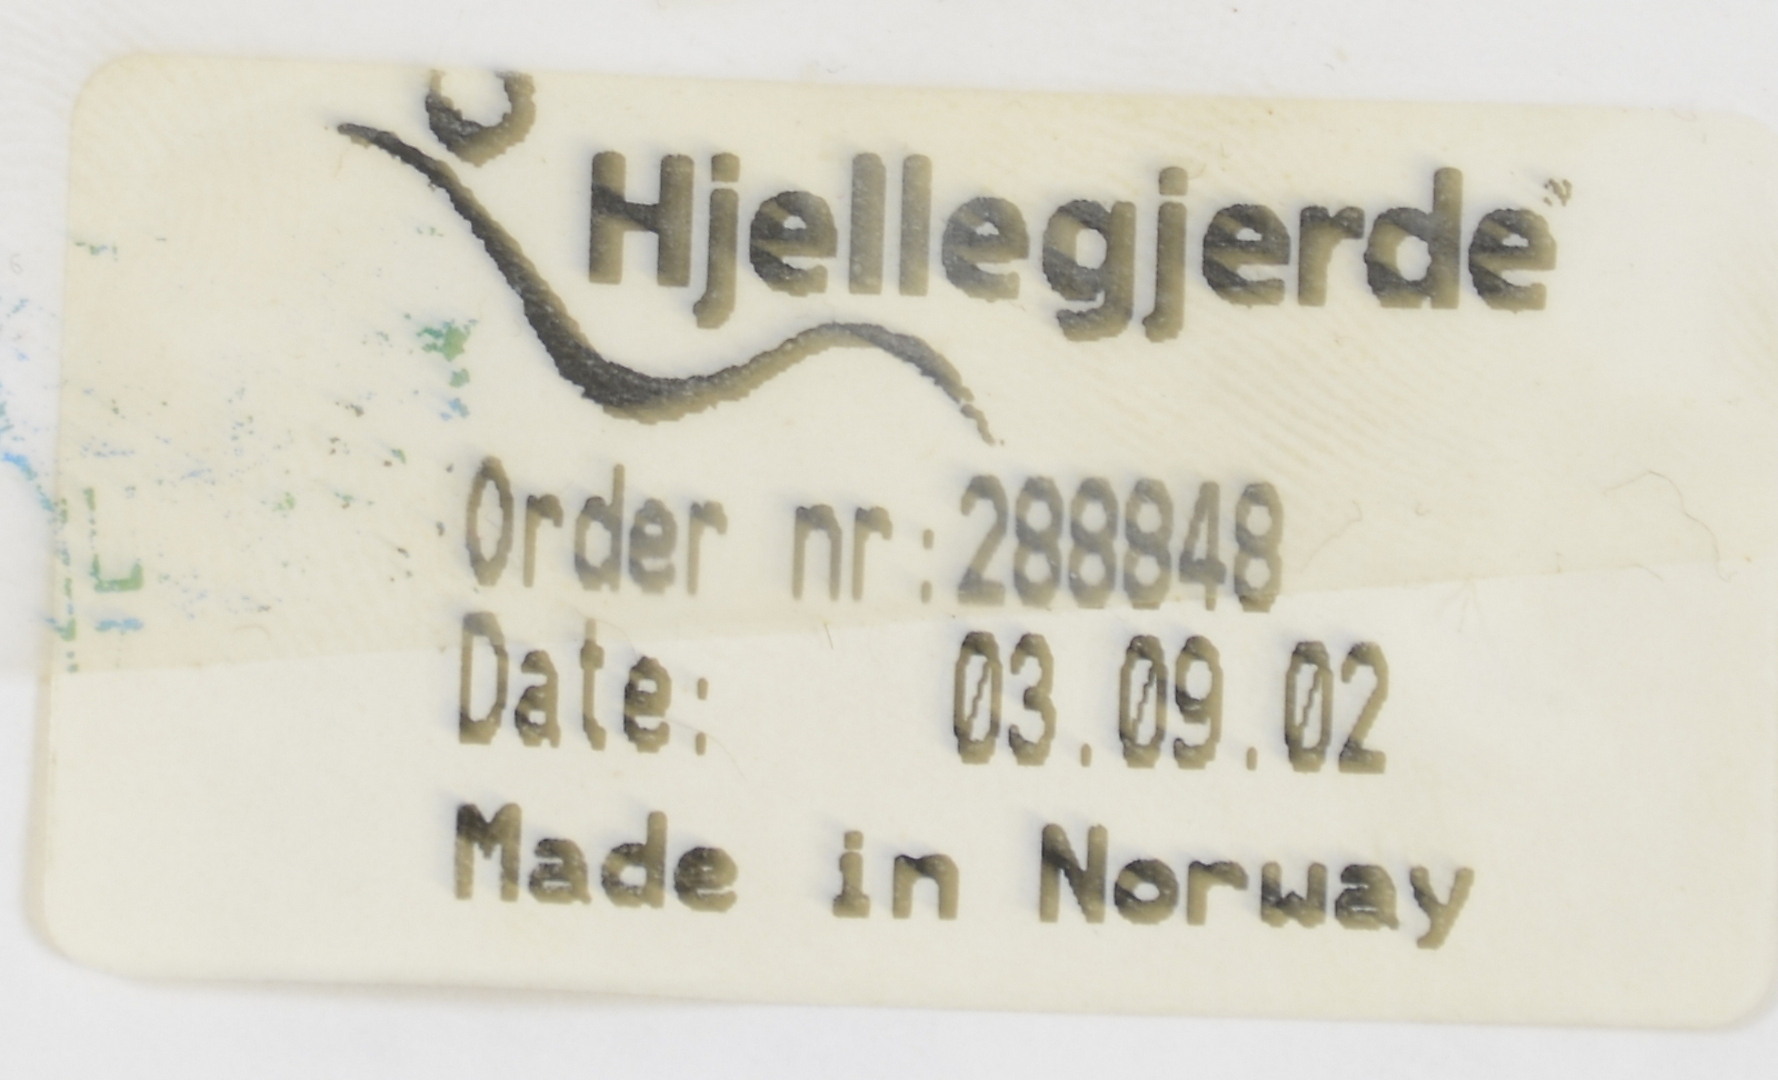 Hjellegjerde
Order nr:288848
Date: 03.09.02
Made in Norway